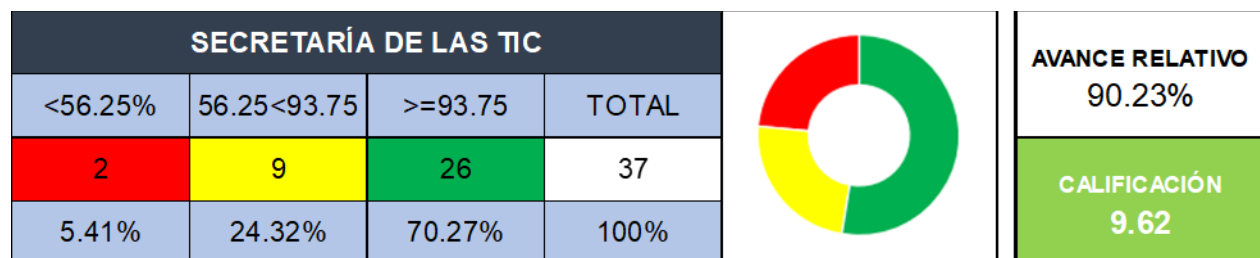 SECRETARÍA DE LAS TIC
<56.25% 56.25<93.75 >=93.75 TOTAL
2 9 26 37
5.41% 24.32% 70.27% 100%
AVANCE RELATIVO
90.23%
CALIFICACIÓN
9.62